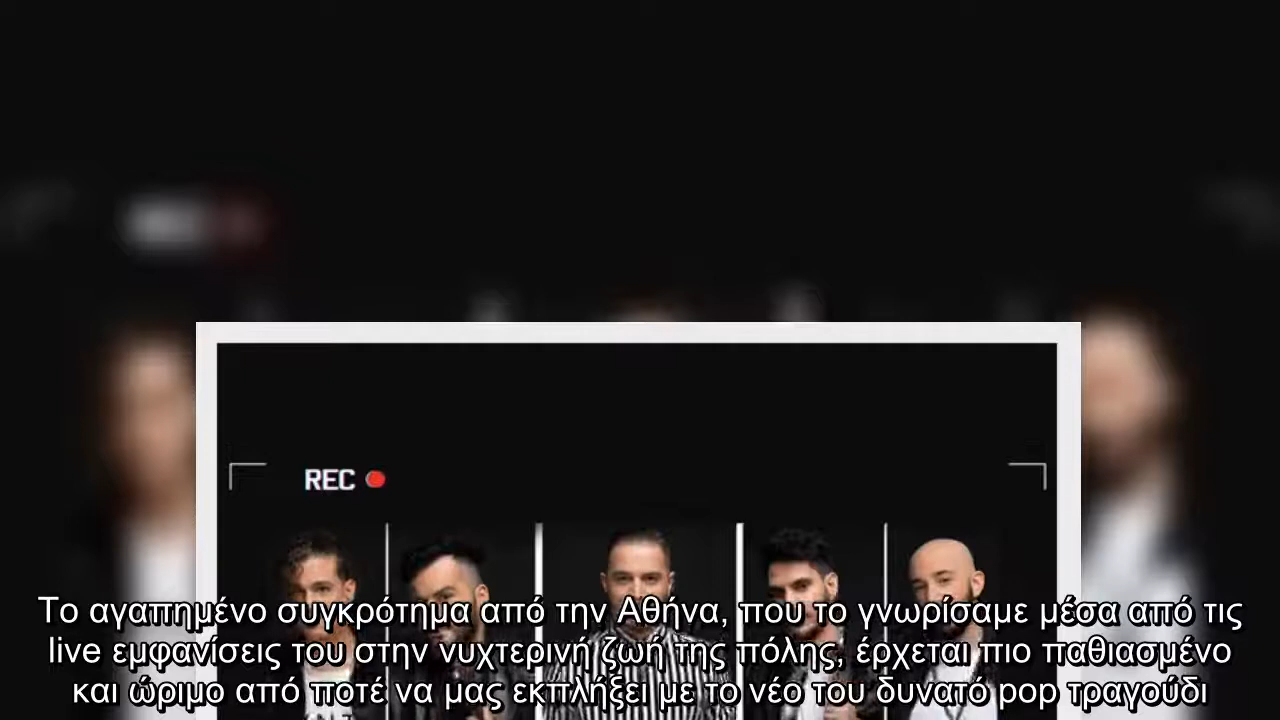 REC
Το αγαπημένο συγκρότημα από την Αθήνα, που το γνωρίσαμε μέσα από τις
live εμφανίσεις του στην νυχτερινή ζωή της πόλης, έρχεται πιο παθιασμένο
και ώριμο από ποτέ να μας εκπλήξει με το νέο του δυνατό pop τραγούδι